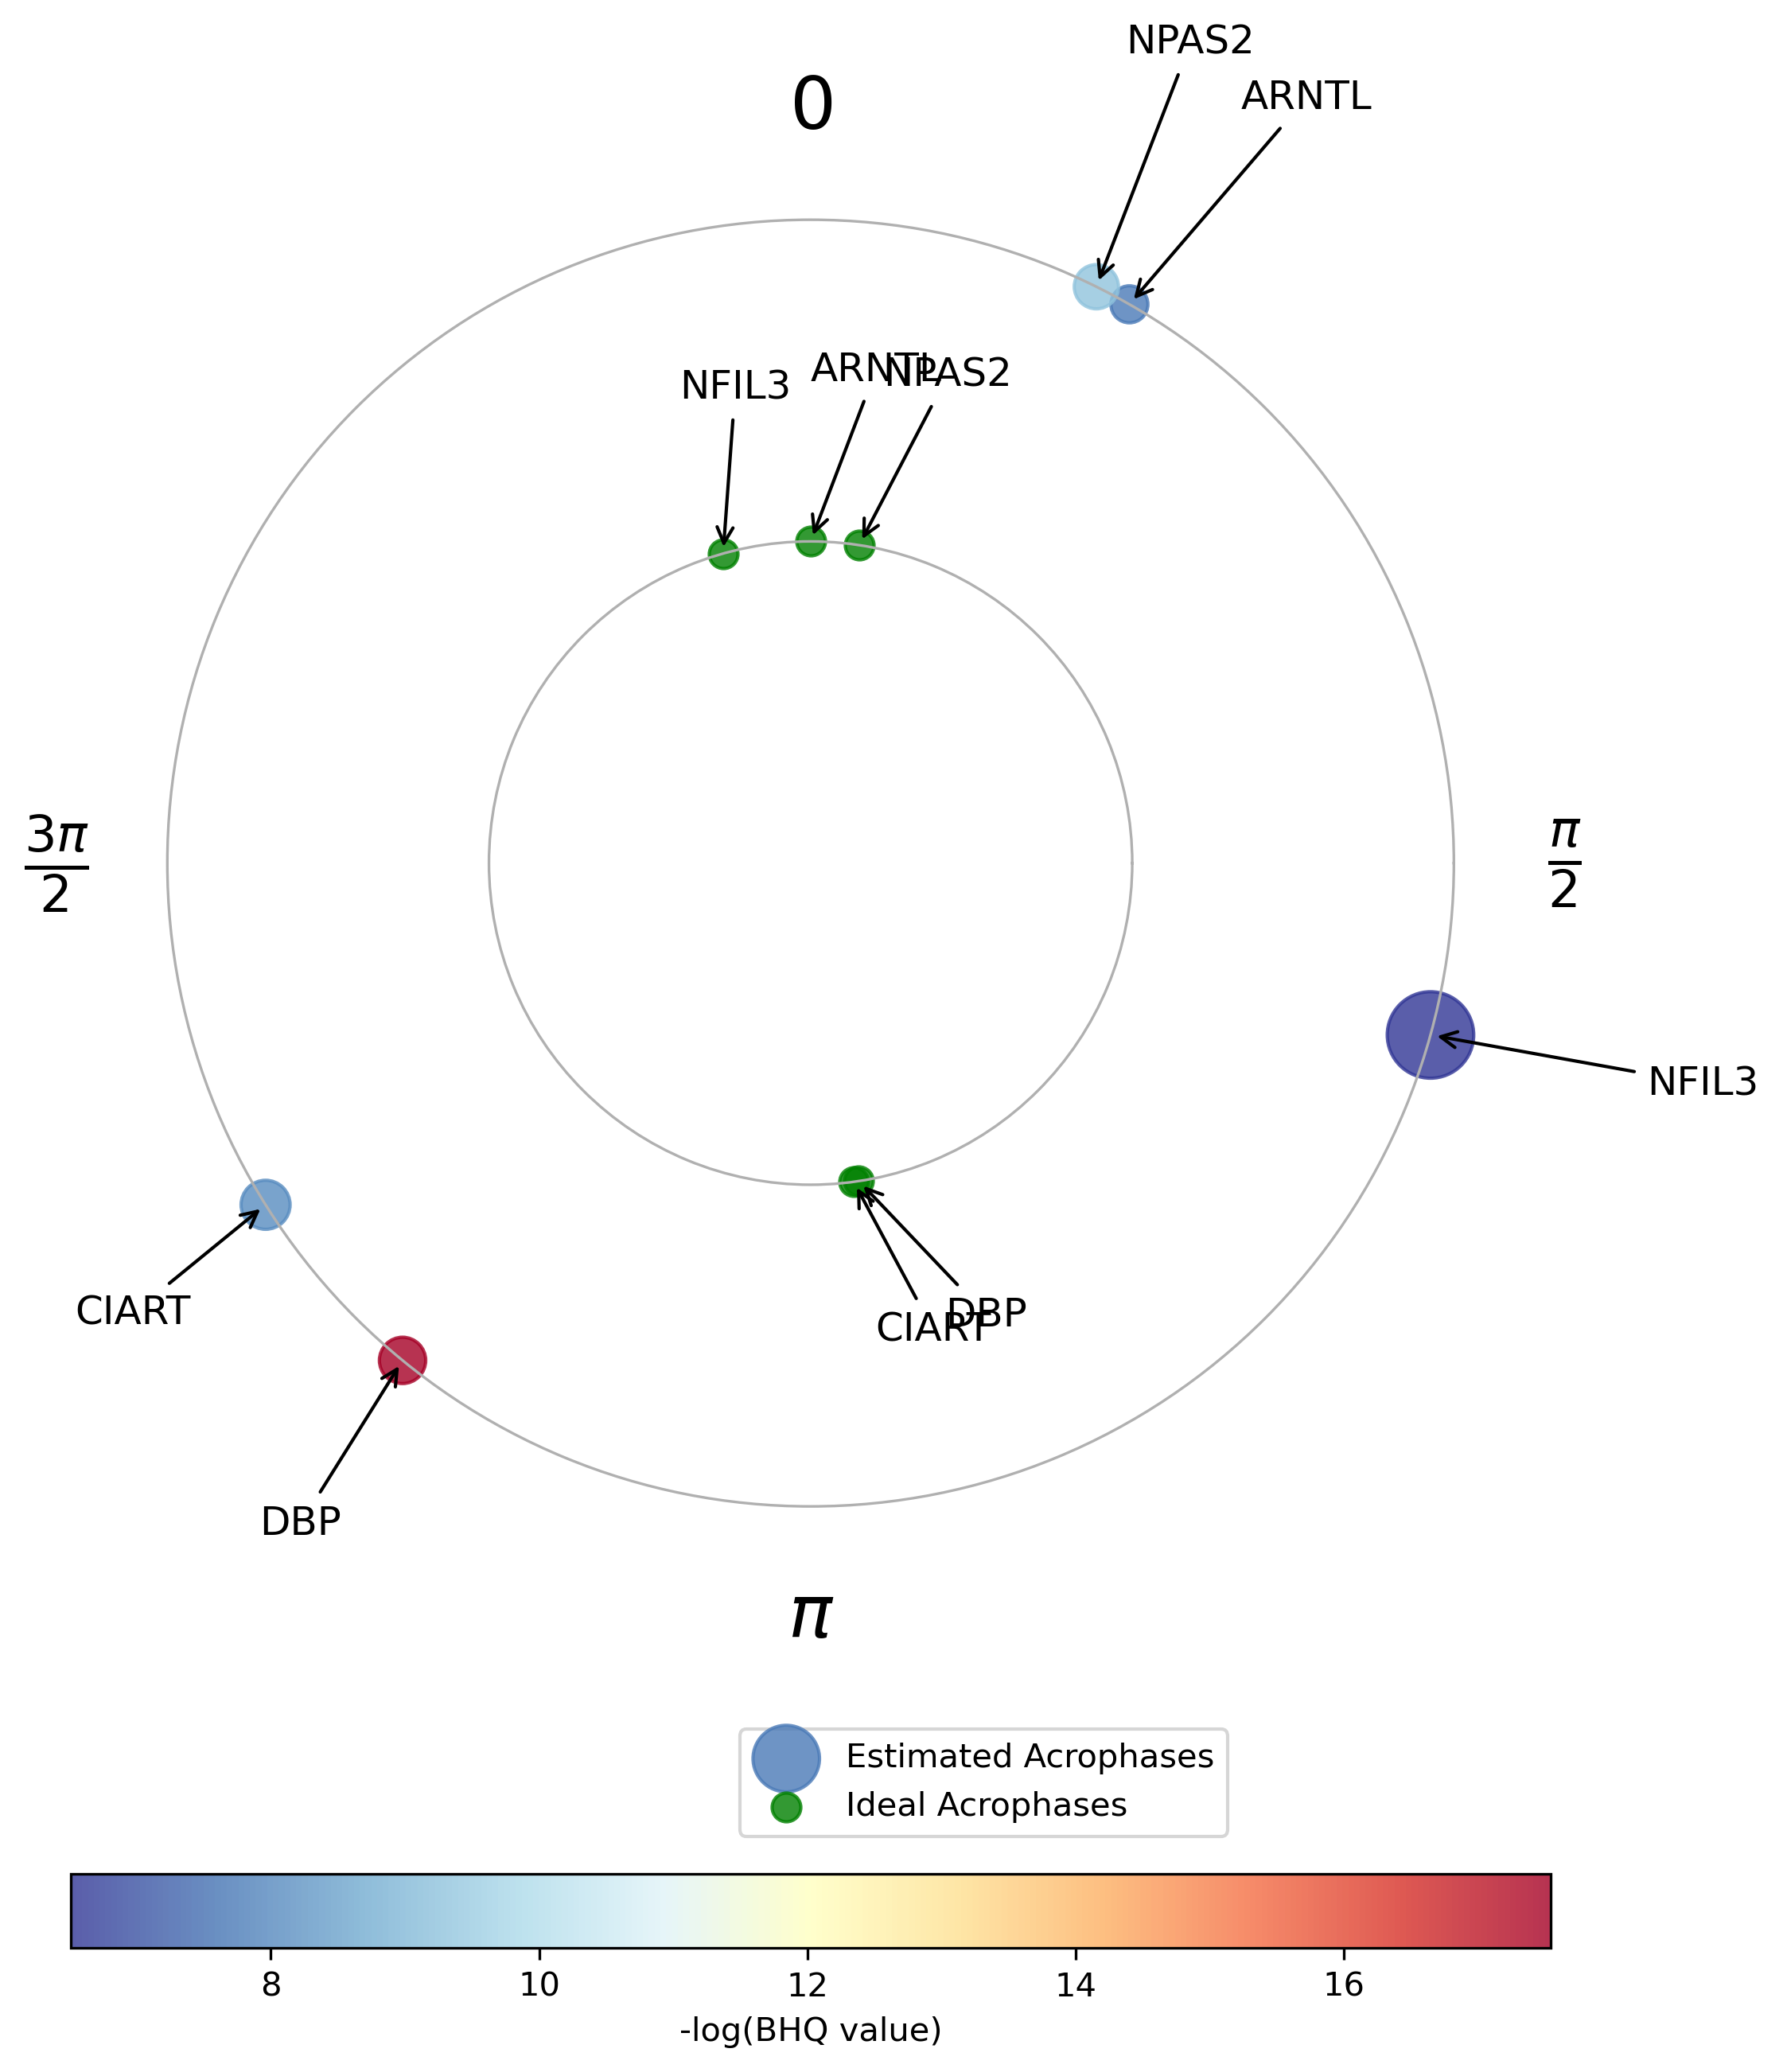 NPAS2
ARNTL
0
NFIL3
ARNTL
NPAS2
3π
2
π
2
NFIL3
CIART
DBP
CIART
DBP
π
Estimated Acrophases
Ideal Acrophases
8 10 12 14 16
-log(BHQ value)